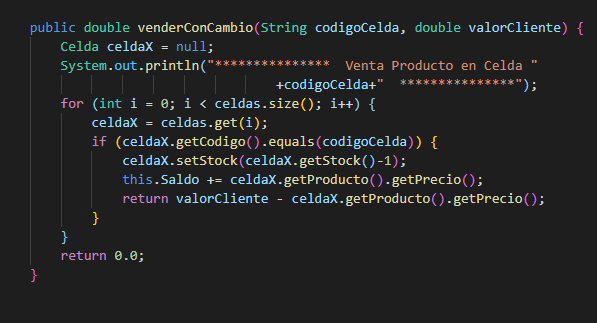 public double venderConCambio(String codigoCelda, double valorCliente) {
Celda celdaX = null;
System.out.println("*************** Venta Producto en Celda "
+codigoCelda+" ***************");
for (int i = 0; i < celdas.size(); i++) {
celdaX = celdas.get(i);
if (celdaX.getCodigo().equals(codigoCelda)) {
celdaX.setStock(celdaX.getStock()-1);
this.Saldo += celdaX.getProducto().getPrecio();
return valorCliente - celdaX.getProducto().getPrecio();
}
}
return 0.0;
}